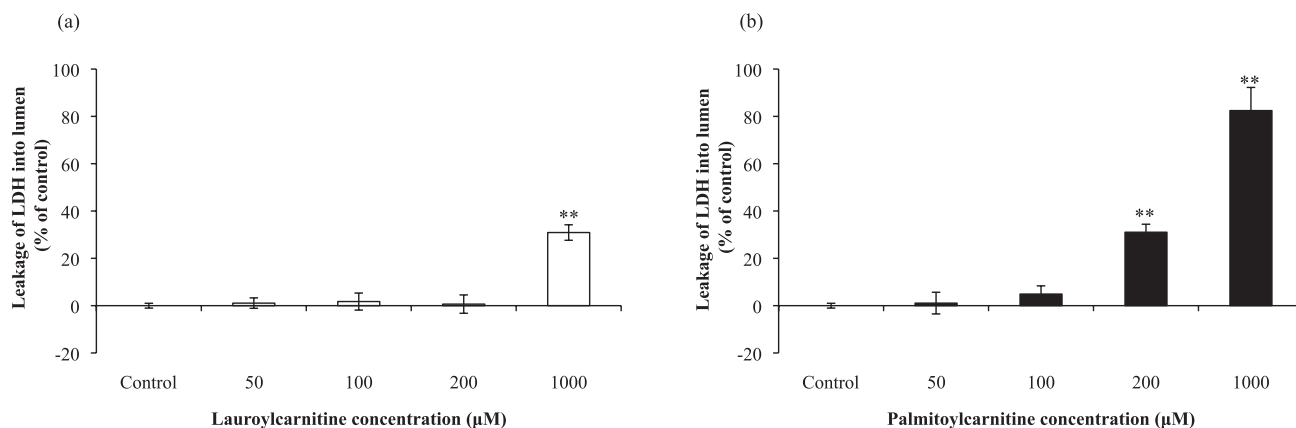 (a)
Leakage of LDH into lumen
(% of control)
100
80
60
40
20
0
-20
**
Control 50 100 200 1000
Lauroylcarnitine concentration (µM)
(b)
Leakage of LDH into lumen
(% of control)
100
80
60
40
20
0
-20
**
**
Control 50 100 200 1000
Palmitoylcarnitine concentration (µM)